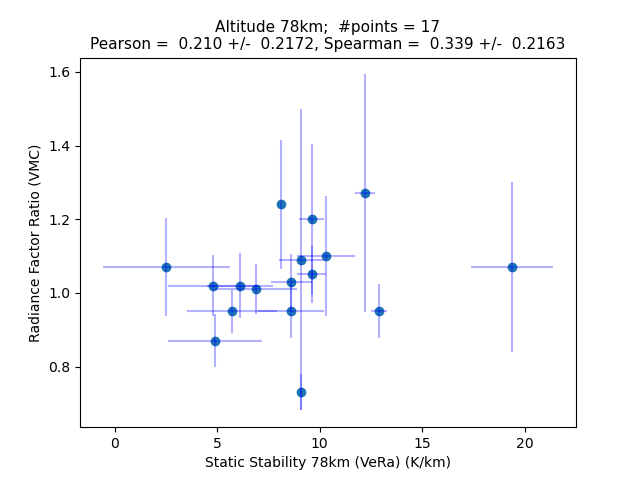 Altitude 78km;  #points = 17
Pearson =  0.210 +/-  0.2172, Spearman =  0.339 +/-  0.2163
1.6
1.4
1.2
1.0
0.8
Radiance Factor Ratio (VMC)
0
5
10
15
20
Static Stability 78km (VeRa) (K/km)